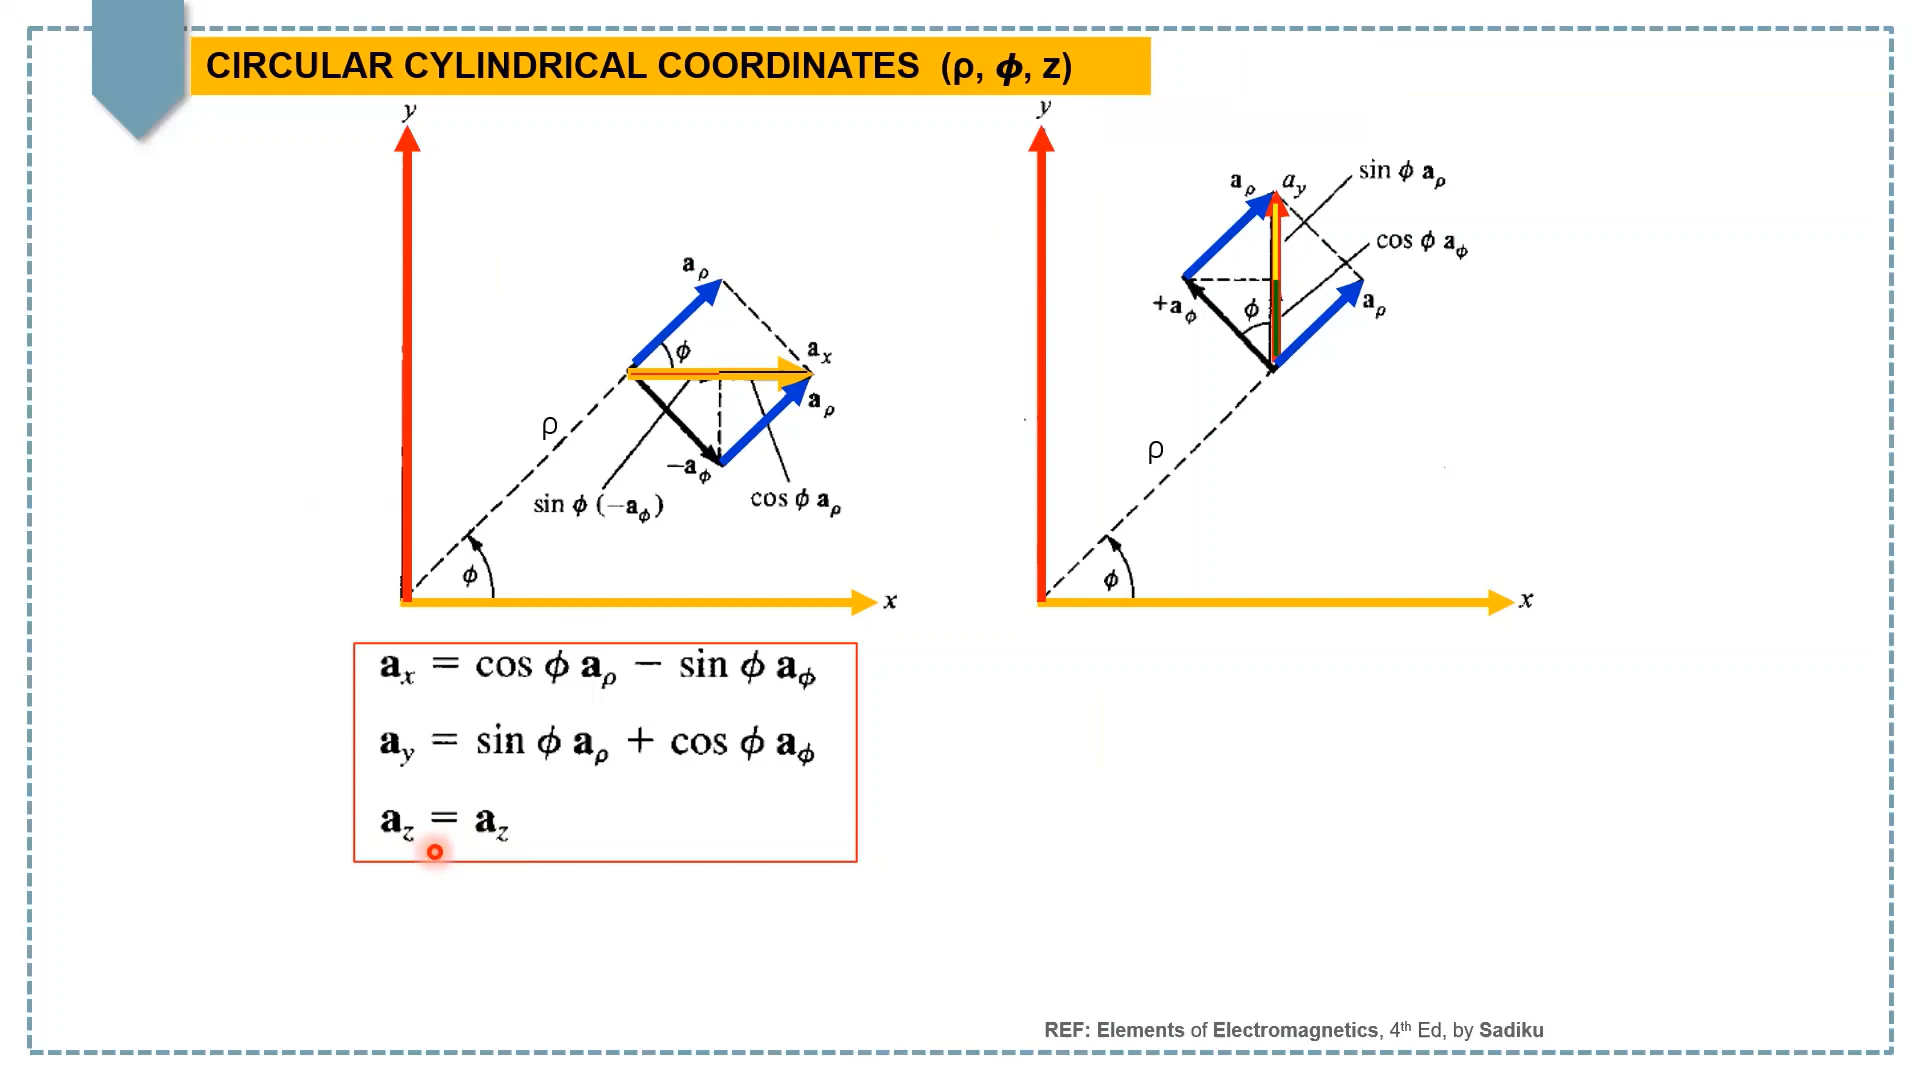 CIRCULAR CYLINDRICAL COORDINATES (ρ, ϕ, z)
y
a_ρ
ϕ
a_x
a_ρ
ρ
−a_ϕ
sin ϕ (−a_ϕ)
cos ϕ a_ρ
ϕ
x
y
sin ϕ a_ρ
a_ρ
a_y
cos ϕ a_ϕ
+a_ϕ
ϕ
a_ρ
ρ
ϕ
x
a_x = cos ϕ a_ρ − sin ϕ a_ϕ
a_y = sin ϕ a_ρ + cos ϕ a_ϕ
a_z = a_z
REF: Elements of Electromagnetics, 4th Ed, by Sadiku